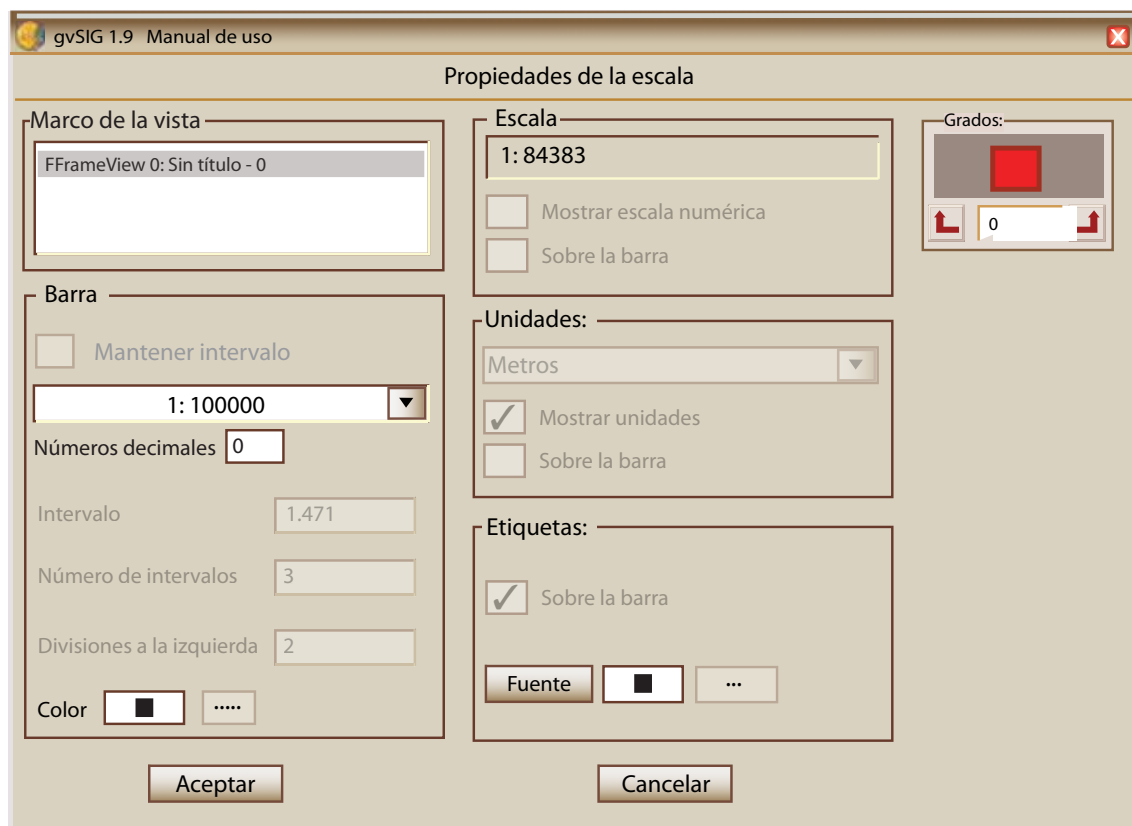 gvSIG 1.9 Manual de uso
Propiedades de la escala
Marco de la vista
FFrameView 0: Sin título - 0
Barra
Mantener intervalo
1: 100000
Números decimales 0
Intervalo 1.471
Número de intervalos 3
Divisiones a la izquierda 2
Color .....
Escala
1: 84383
Mostrar escala numérica
Sobre la barra
Unidades:
Metros
Mostrar unidades
Sobre la barra
Etiquetas:
Sobre la barra
Fuente ...
Grados:
0
Aceptar
Cancelar